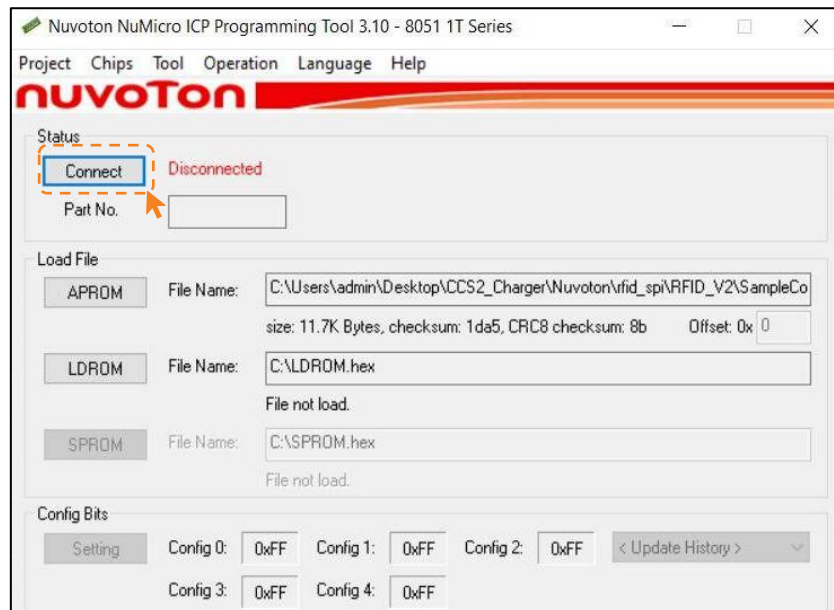 Nuvoton NuMicro ICP Programming Tool 3.10 - 8051 1T Series
Project Chips Tool Operation Language Help
nuvoTon
Status
Connect Disconnected
Part No.
Load File
APROM File Name: C:\Users\admin\Desktop\CCS2_Charger\Nuvoton\rfid_spi\RFID_V2\SampleCo
size: 11.7K Bytes, checksum: 1da5, CRC8 checksum: 8b Offset: 0x 0
LDROM File Name: C:\LDROM.hex
File not load.
SPROM File Name: C:\SPROM.hex
File not load.
Config Bits
Setting Config 0: 0xFF Config 1: 0xFF Config 2: 0xFF < Update History >
Config 3: 0xFF Config 4: 0xFF